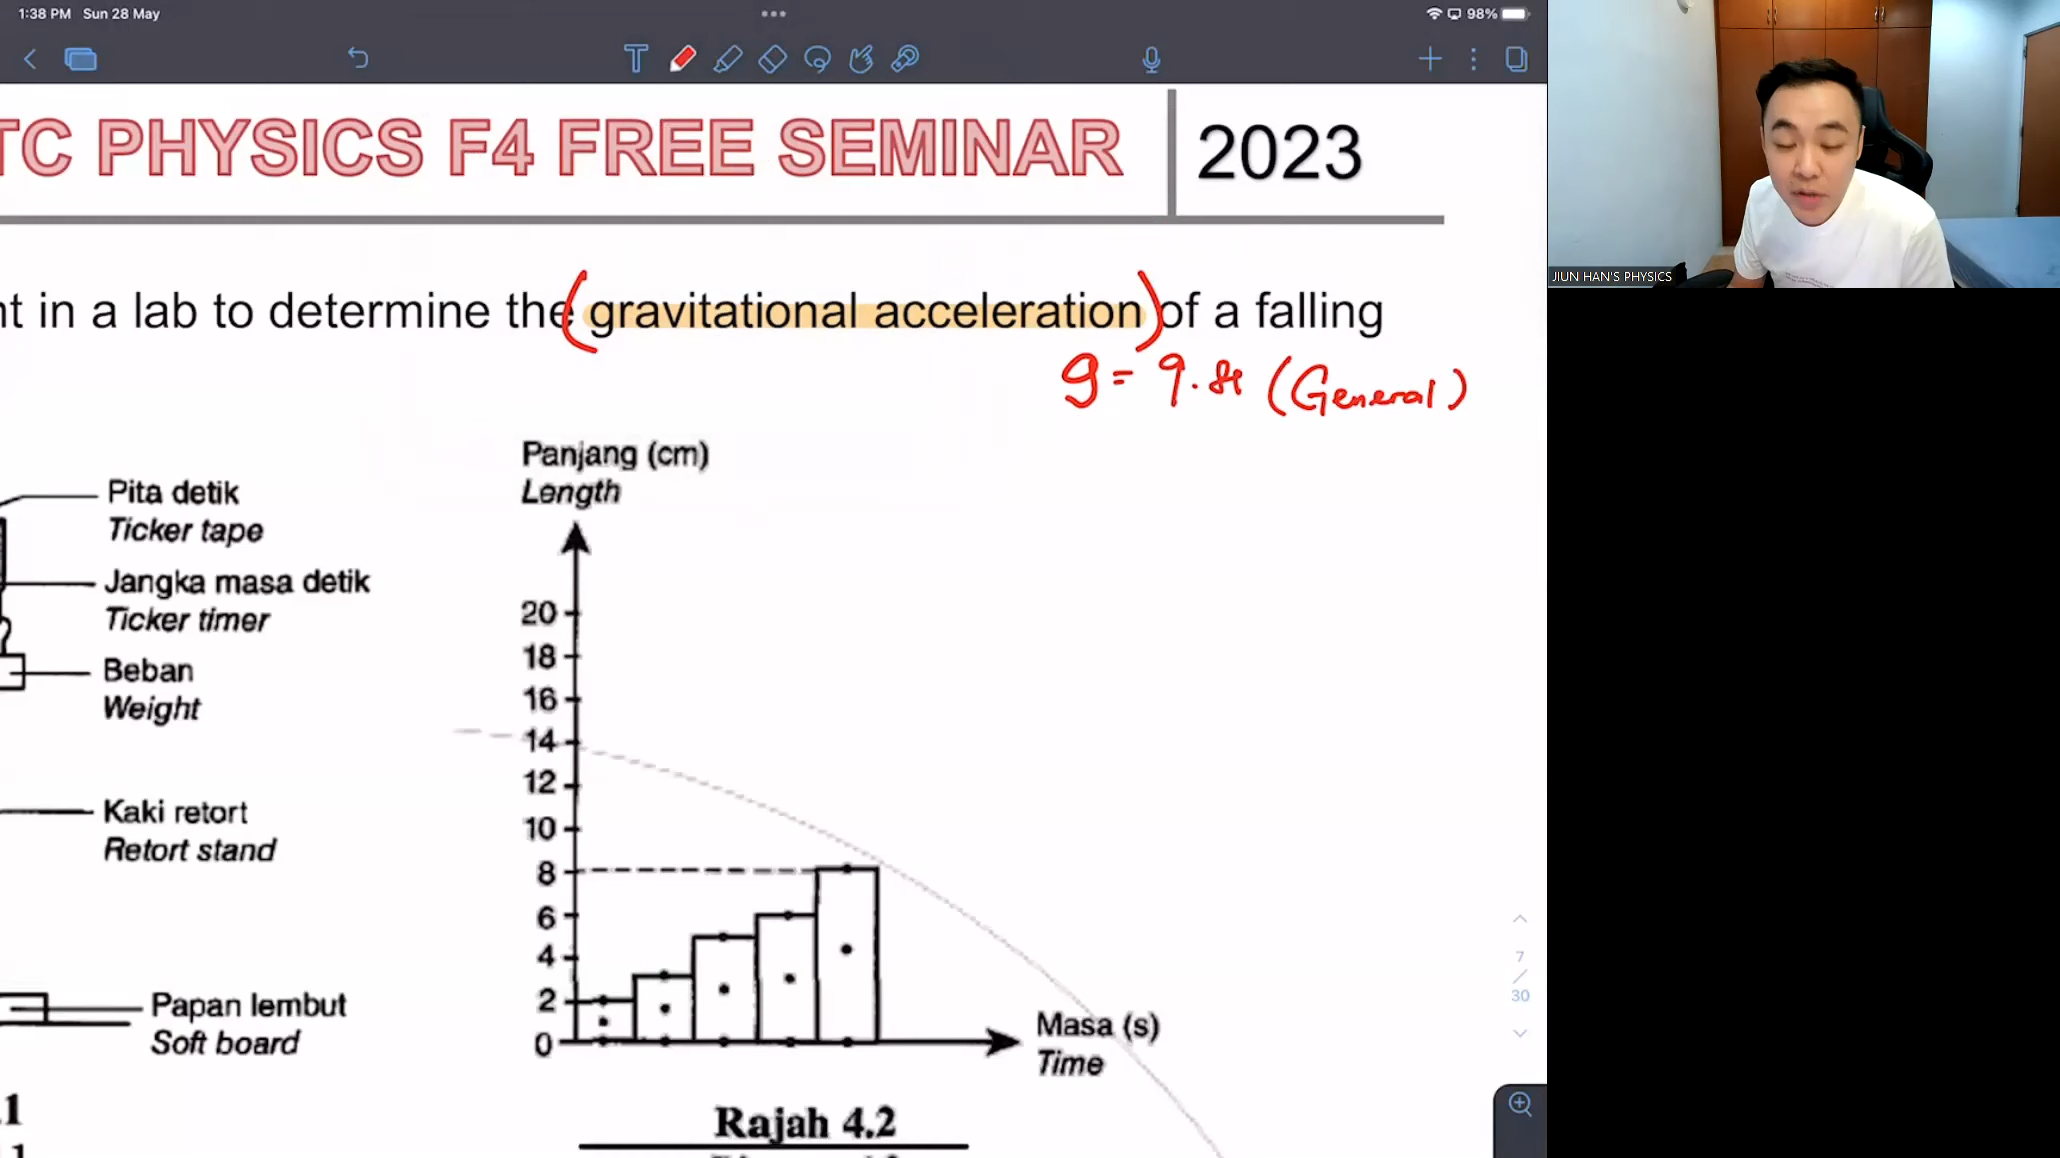 1:38 PM Sun 28 May
98%
TC PHYSICS F4 FREE SEMINAR 2023
JIUN HAN'S PHYSICS
nt in a lab to determine the (gravitational acceleration) of a falling
g = 9.81 (General)
Panjang (cm)
Length
Pita detik
Ticker tape
Jangka masa detik
Ticker timer
Beban
Weight
Kaki retort
Retort stand
Papan lembut
Soft board
20
18
16
14
12
10
8
6
4
2
0
Masa (s)
Time
7
/
30
.1
Rajah 4.2